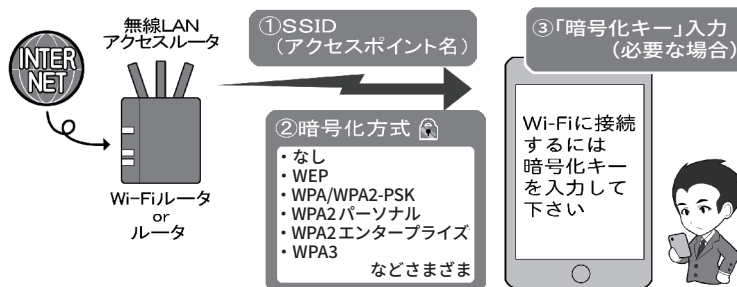 INTER
NET
無線LAN
アクセスルータ
Wi-Fiルータ
or
ルータ
①SSID
（アクセスポイント名）
②暗号化方式
・なし
・WEP
・WPA/WPA2-PSK
・WPA2パーソナル
・WPA2エンタープライズ
・WPA3
などさまざま
③「暗号化キー」入力
（必要な場合）
Wi-Fiに接続
するには
暗号化キー
を入力して
下さい